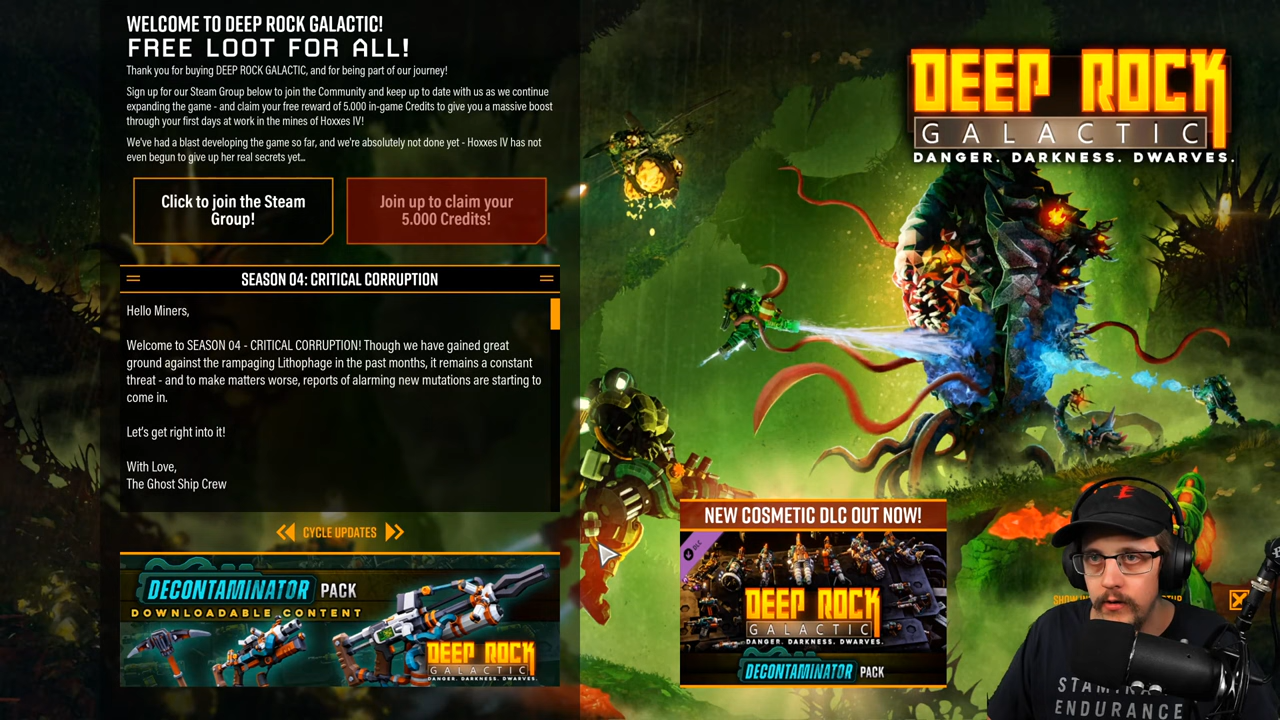 WELCOME TO DEEP ROCK GALACTIC!
FREE LOOT FOR ALL!
Thank you for buying DEEP ROCK GALACTIC, and for being part of our journey!
Sign up for our Steam Group below to join the Community and keep up to date with us as we continue
expanding the game - and claim your free reward of 5.000 in-game Credits to give you a massive boost
through your first days at work in the mines of Hoxxes IV!
We've had a blast developing the game so far, and we're absolutely not done yet - Hoxxes IV has not
even begun to give up her real secrets yet...
Click to join the Steam
Group!
Join up to claim your
5.000 Credits!
SEASON 04: CRITICAL CORRUPTION
Hello Miners,
Welcome to SEASON 04 - CRITICAL CORRUPTION! Though we have gained great
ground against the rampaging Lithophage in the past months, it remains a constant
threat - and to make matters worse, reports of alarming new mutations are starting to
come in.
Let's get right into it!
With Love,
The Ghost Ship Crew
CYCLE UPDATES
DECONTAMINATOR PACK
DOWNLOADABLE CONTENT
DEEP ROCK
GALACTIC
DANGER. DARKNESS. DWARVES.
DEEP ROCK
GALACTIC
DANGER. DARKNESS. DWARVES.
NEW COSMETIC DLC OUT NOW!
DLC
DEEP ROCK
GALACTIC
DANGER. DARKNESS. DWARVES.
DECONTAMINATOR PACK
ENDURANCE